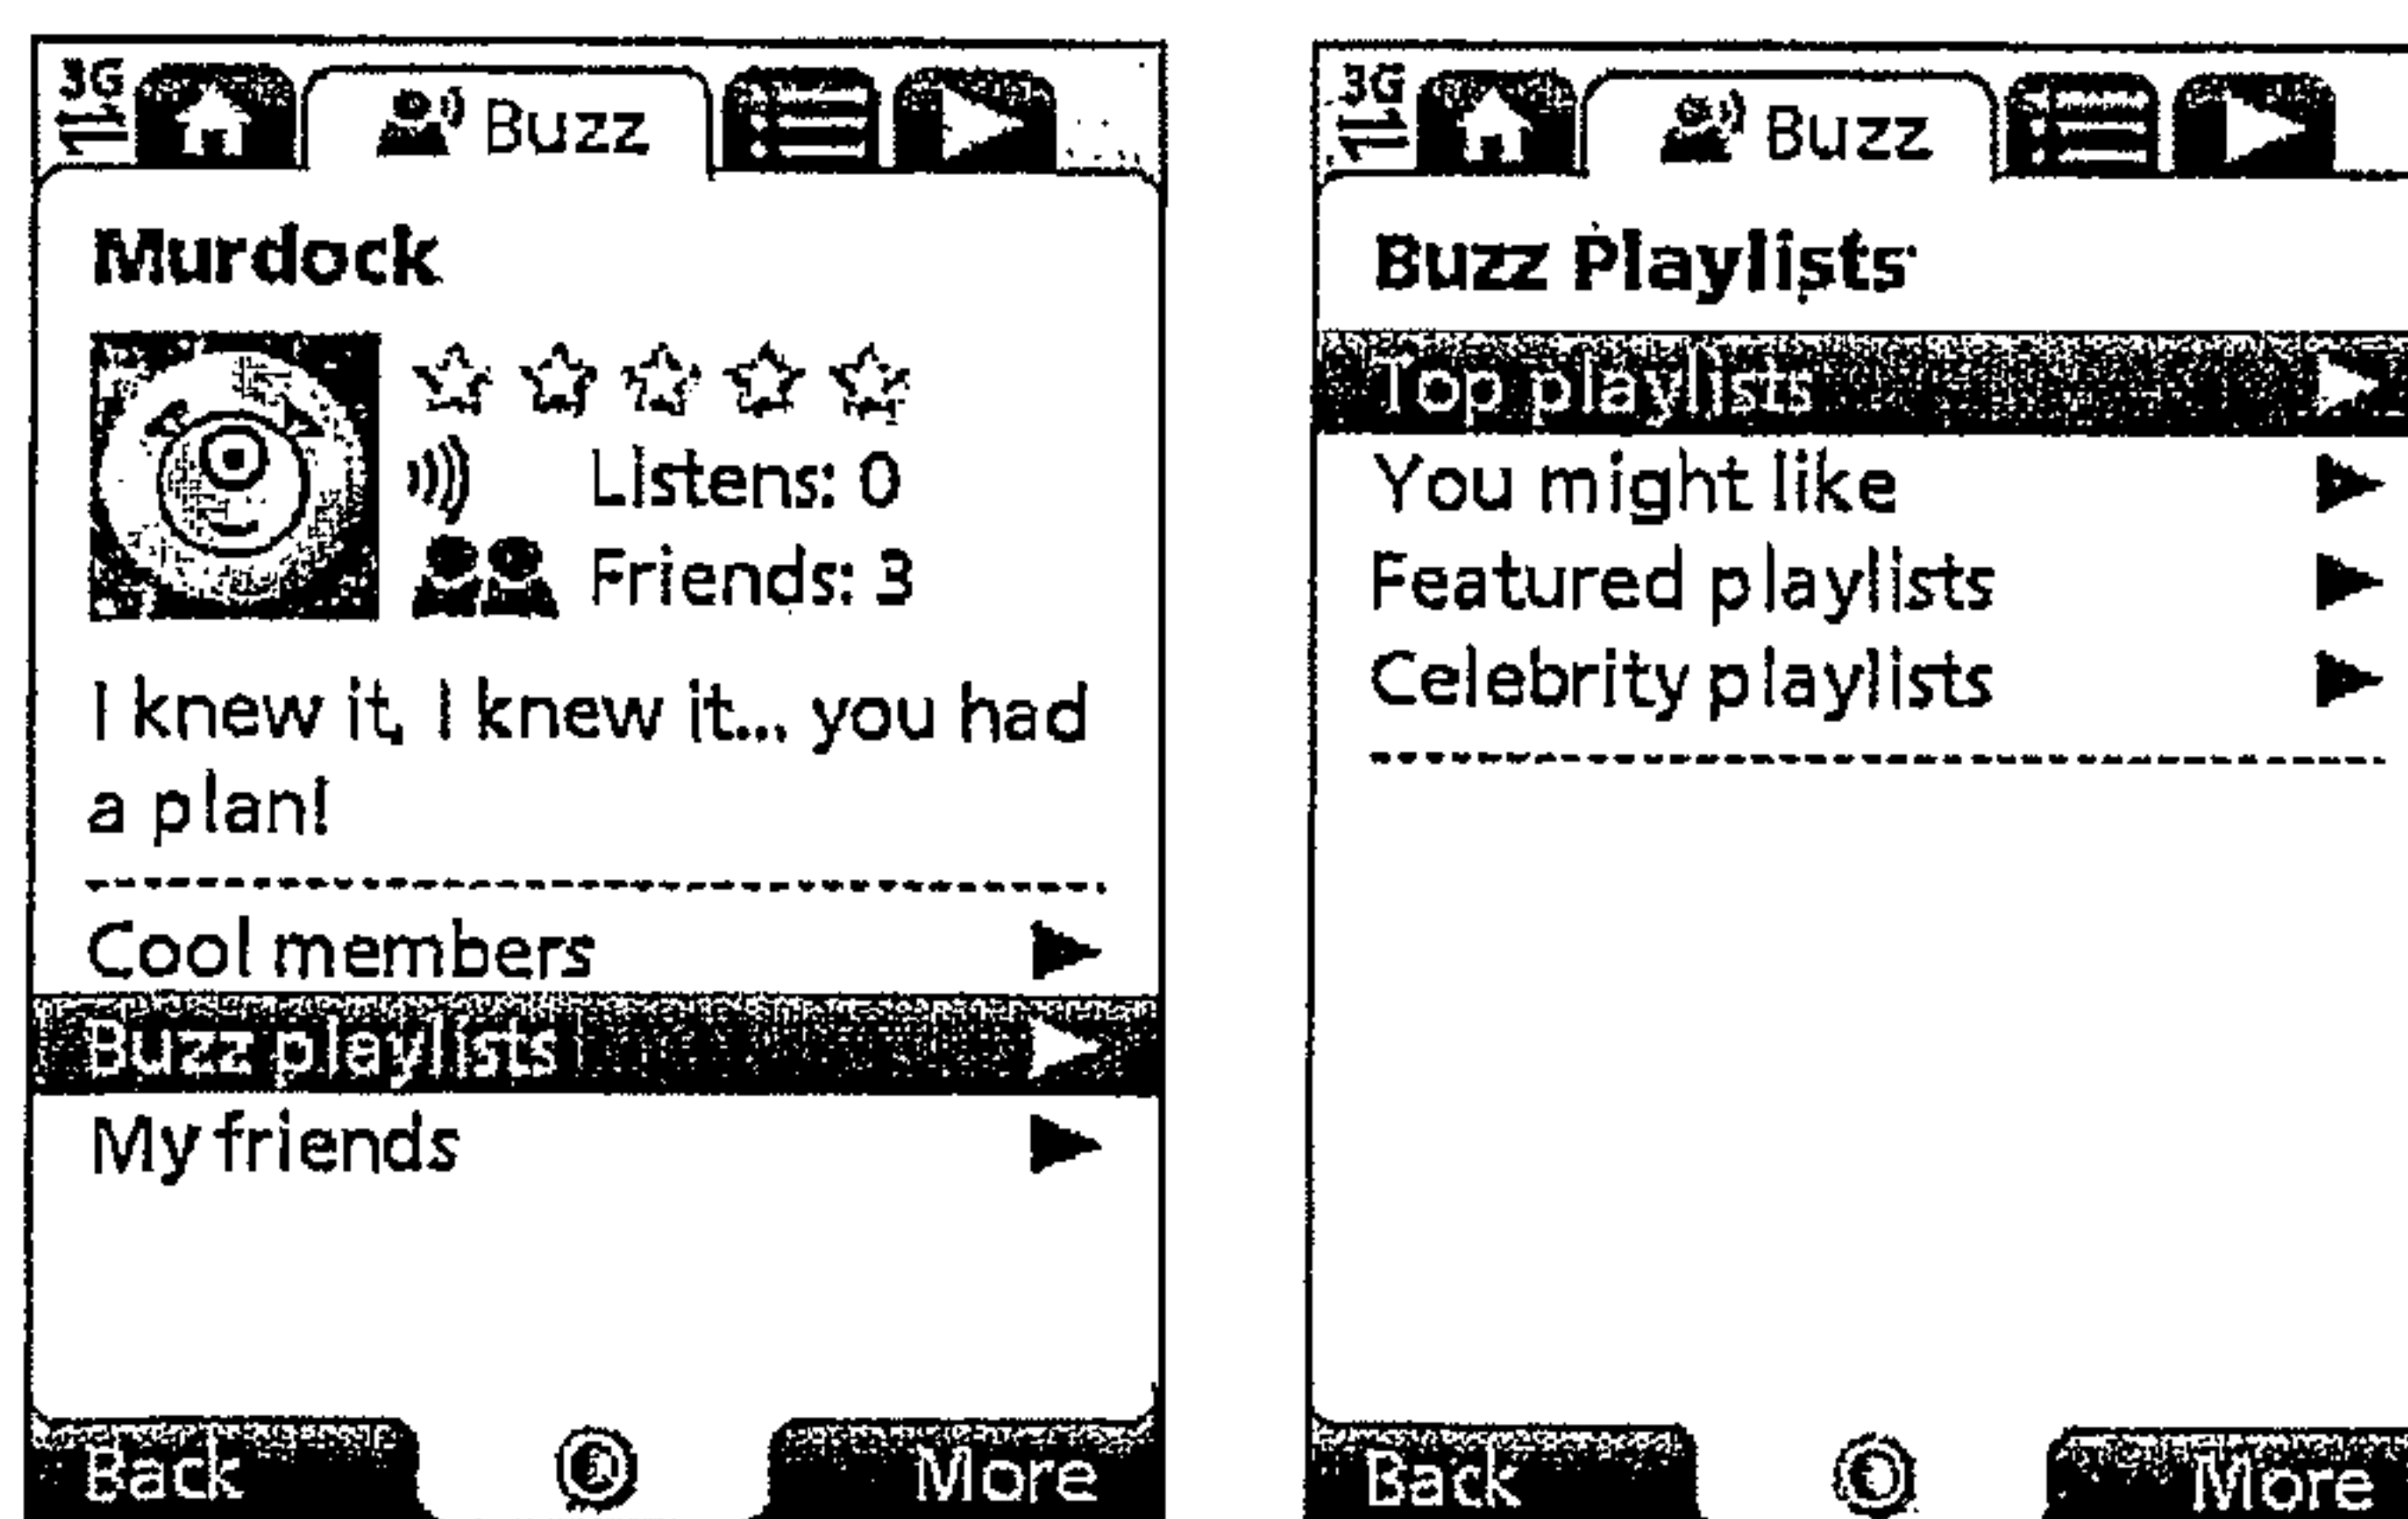 3G
Buzz
Murdock
Listens: 0
Friends: 3
I knew it, I knew it... you had
a plan!
Cool members
Buzz playlists
My friends
Back
More
3G
Buzz
Buzz Playlists
Top playlists
You might like
Featured playlists
Celebrity playlists
Back
More